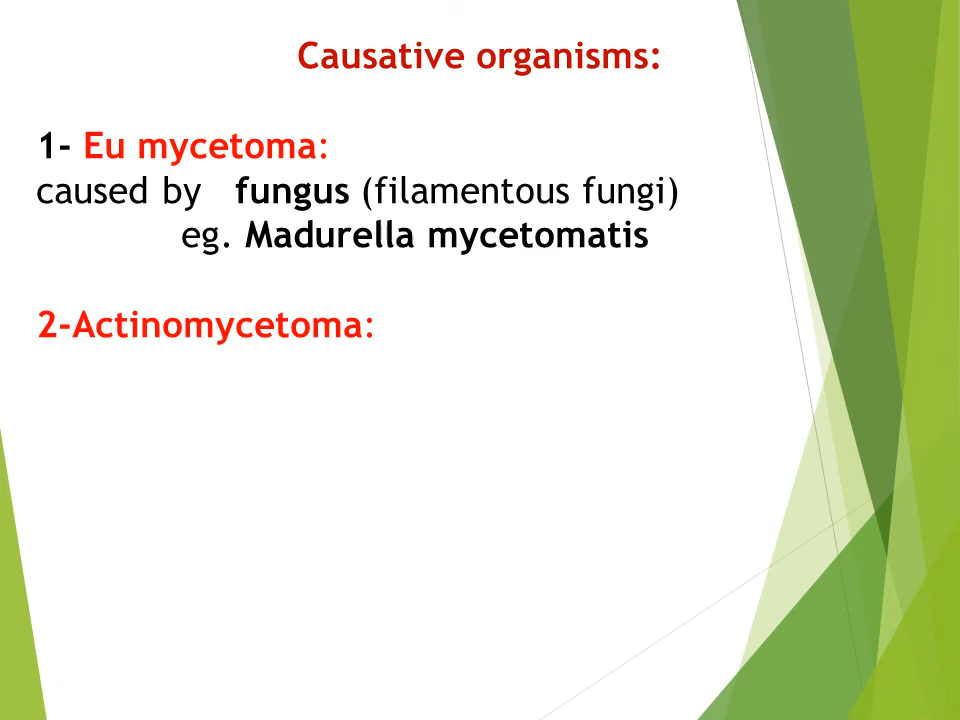 Causative organisms:
1- Eu mycetoma:
caused by fungus (filamentous fungi)
eg. Madurella mycetomatis
2-Actinomycetoma: